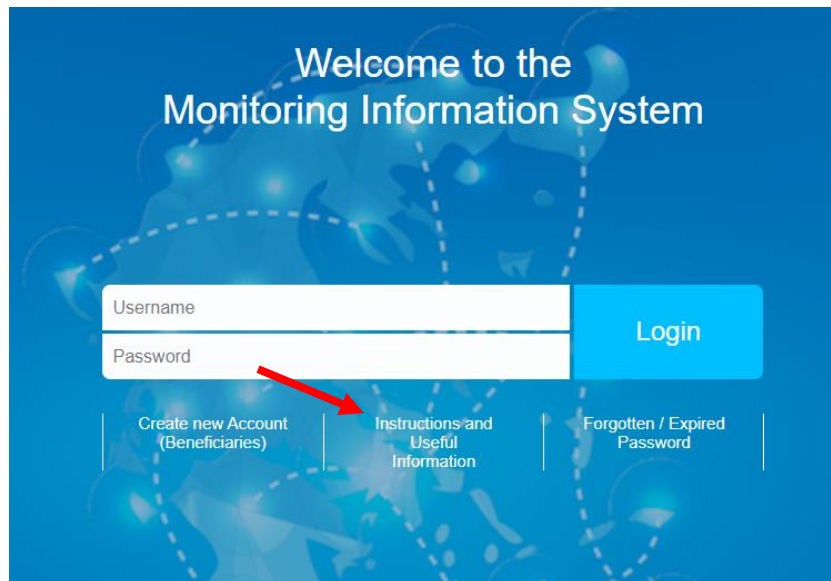 Welcome to the
Monitoring Information System
Username
Password
Login
Create new Account
(Beneficiaries)
Instructions and
Useful
Information
Forgotten / Expired
Password